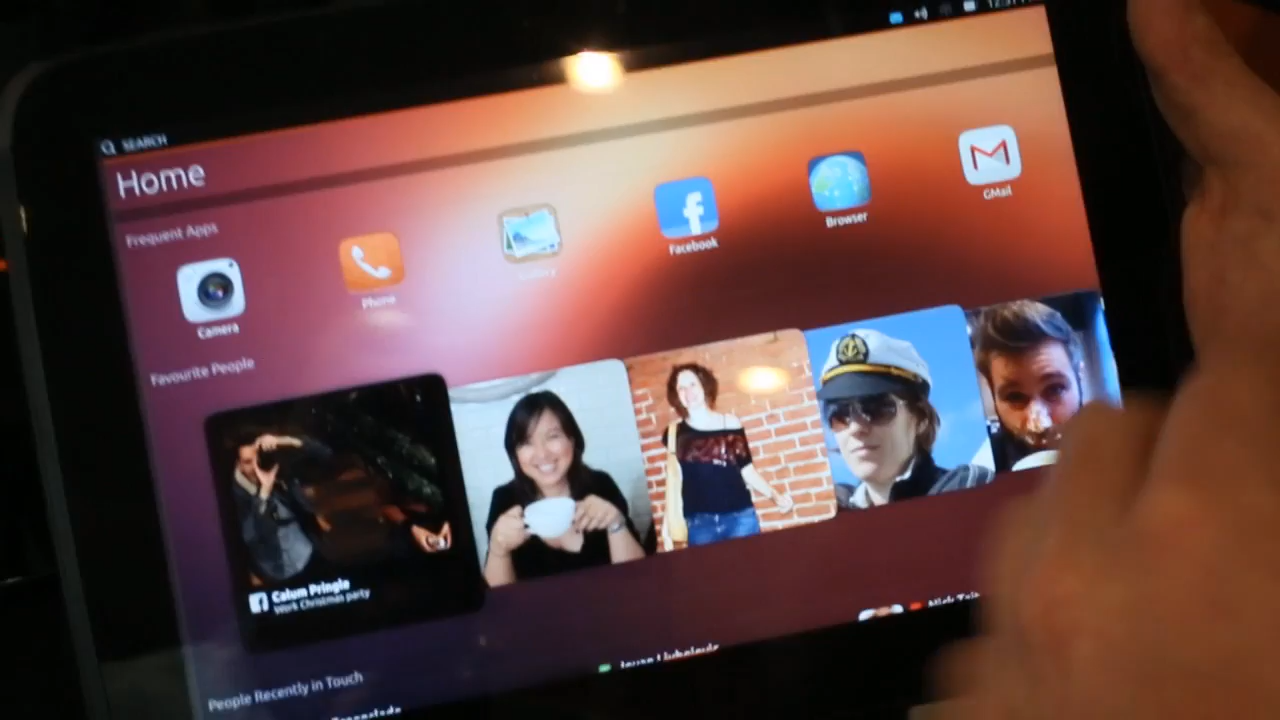 SEARCH
Home
Frequent Apps
Camera
Phone
Gallery
Facebook
Browser
GMail
Favourite People
Calum Pringle
Work Christmas party
People Recently in Touch